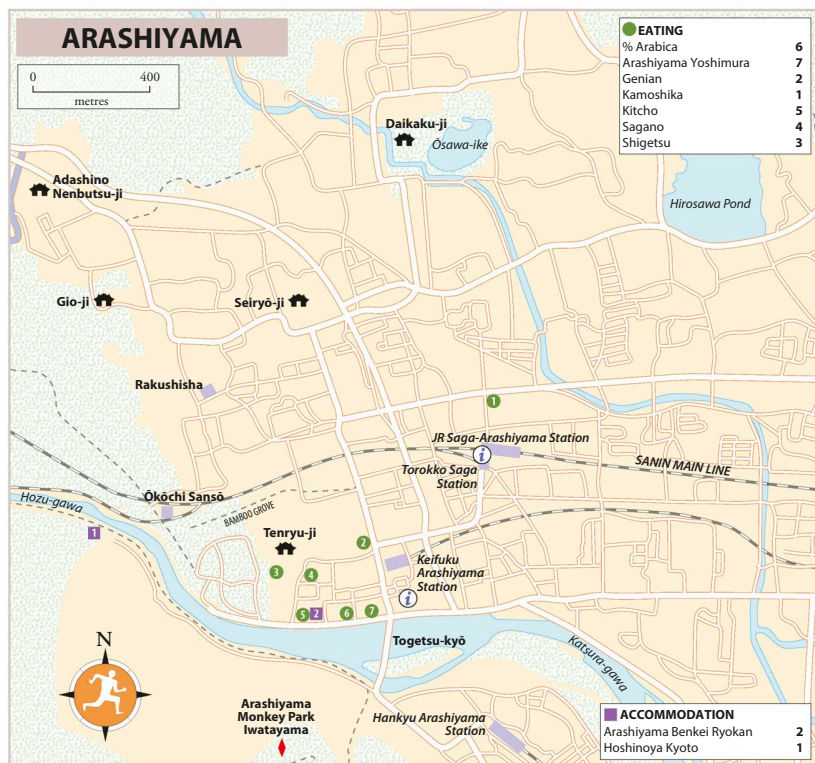 ARASHIYAMA
0 400
metres
EATING
% Arabica 6
Arashiyama Yoshimura 7
Genian 2
Kamoshika 1
Kitcho 5
Sagano 4
Shigetsu 3
Daikaku-ji
Ōsawa-ike
Adashino
Nenbutsu-ji
Hirosawa Pond
Gio-ji
Seiryō-ji
Rakushisha
1
JR Saga-Arashiyama Station
i
Torokko Saga
Station
SANIN MAIN LINE
Ōkōchi Sansō
Hozu-gawa
BAMBOO GROVE
1
Tenryu-ji
2
3
4
Keifuku
Arashiyama
Station
i
5
2
6
7
Togetsu-kyō
Katsura-gawa
N
Arashiyama
Monkey Park
Iwatayama
Hankyu Arashiyama
Station
ACCOMMODATION
Arashiyama Benkei Ryokan 2
Hoshinoya Kyoto 1